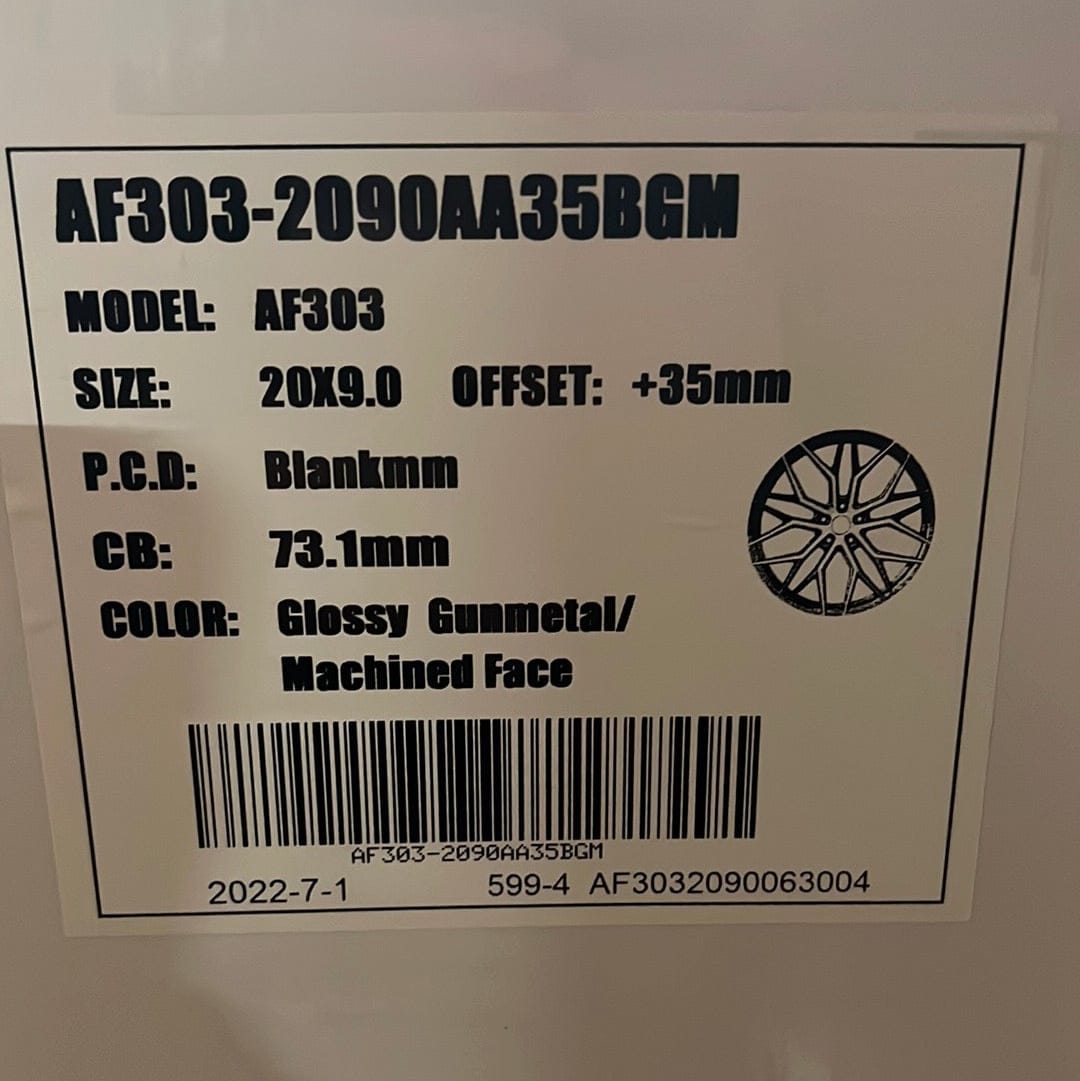 AF303-2090AA35BGM
MODEL: AF303
SIZE: 20X9.0 OFFSET: +35mm
P.C.D: Blankmm
CB: 73.1mm
COLOR: Glossy Gunmetal/
Machined Face
AF303-2090AA35BGM
2022-7-1 599-4 AF3032090063004